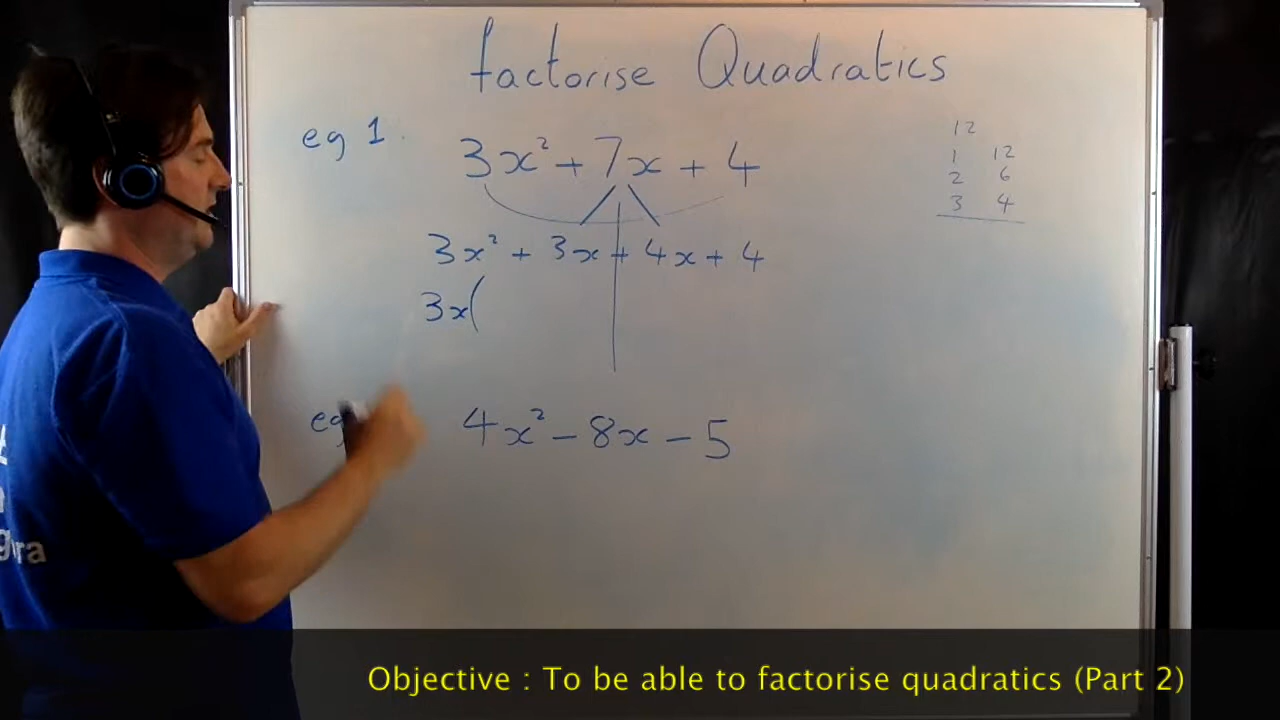 factorise Quadratics
eg 1.
3x² + 7x + 4
12
1 12
2 6
3 4
3x² + 3x + 4x + 4
3x(
eg
4x² - 8x - 5
Objective : To be able to factorise quadratics (Part 2)